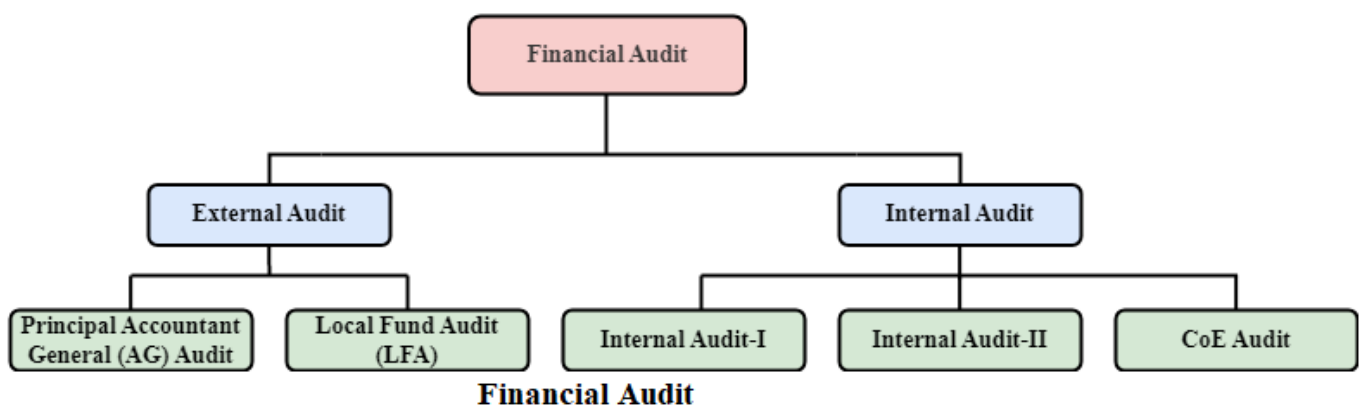 Financial Audit
External Audit
Internal Audit
Principal Accountant
General (AG) Audit
Local Fund Audit
(LFA)
Internal Audit-I
Internal Audit-II
CoE Audit
Financial Audit